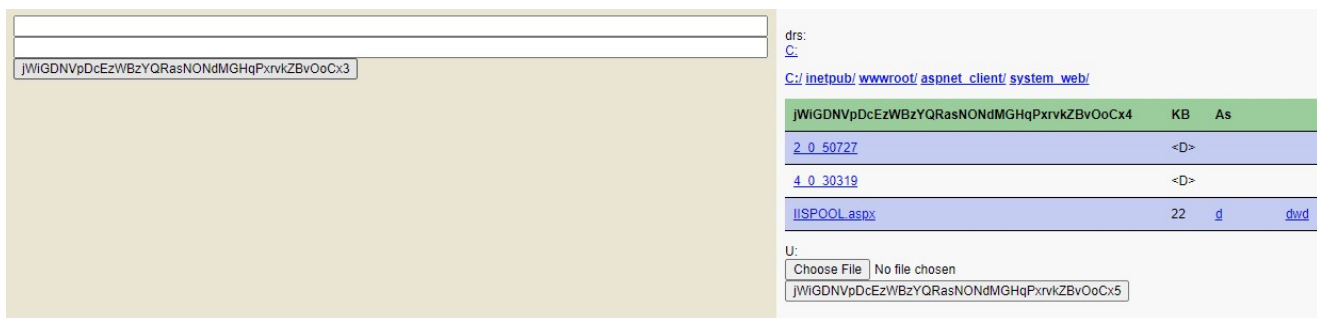 jWiGDNVpDcEzWBzYQRasNONdMGHqPxrvkZBvOoCx3
drs:
C:
C:/ inetpub/ wwwroot/ aspnet_client/ system_web/
jWiGDNVpDcEzWBzYQRasNONdMGHqPxrvkZBvOoCx4 KB As
2_0_50727 <D>
4_0_30319 <D>
IISPOOL.aspx 22 d dwd
U:
Choose File No file chosen
jWiGDNVpDcEzWBzYQRasNONdMGHqPxrvkZBvOoCx5